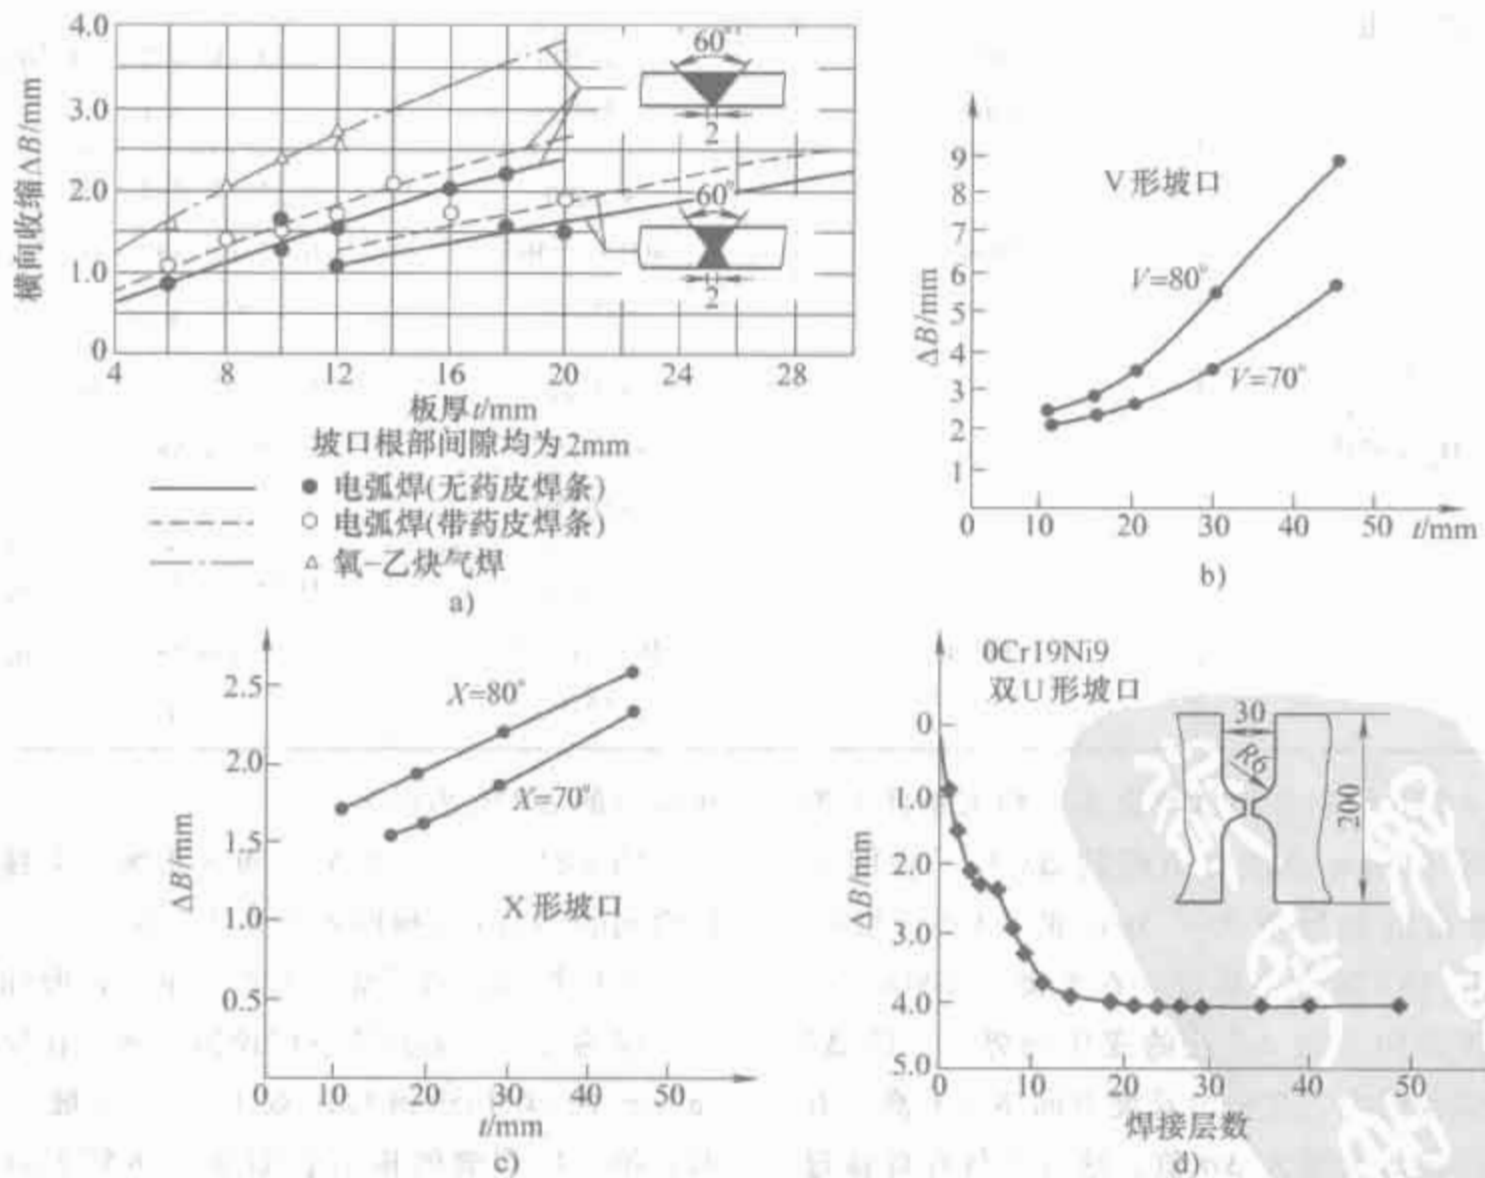 横向收缩ΔB/mm
4.0
3.0
2.0
1.0
0
4 8 12 16 20 24 28
板厚t/mm
60°
2
60°
2
坡口根部间隙均为2mm
电弧焊(无药皮焊条)
电弧焊(带药皮焊条)
氧-乙炔气焊
a)
ΔB/mm
9
8
7
6
5
4
3
2
1
0 10 20 30 40 50 t/mm
V形坡口
V=80°
V=70°
b)
ΔB/mm
2.5
2.0
1.5
1.0
0.5
0 10 20 30 40 50
t/mm
X=80°
X=70°
X形坡口
c)
0Cr19Ni9
双U形坡口
ΔB/mm
0
1.0
2.0
3.0
4.0
5.0
0 10 20 30 40 50
焊接层数
30
R6
200
d)